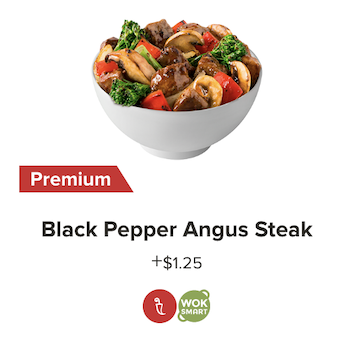 Premium
Black Pepper Angus Steak
+$1.25
WOK
SMART